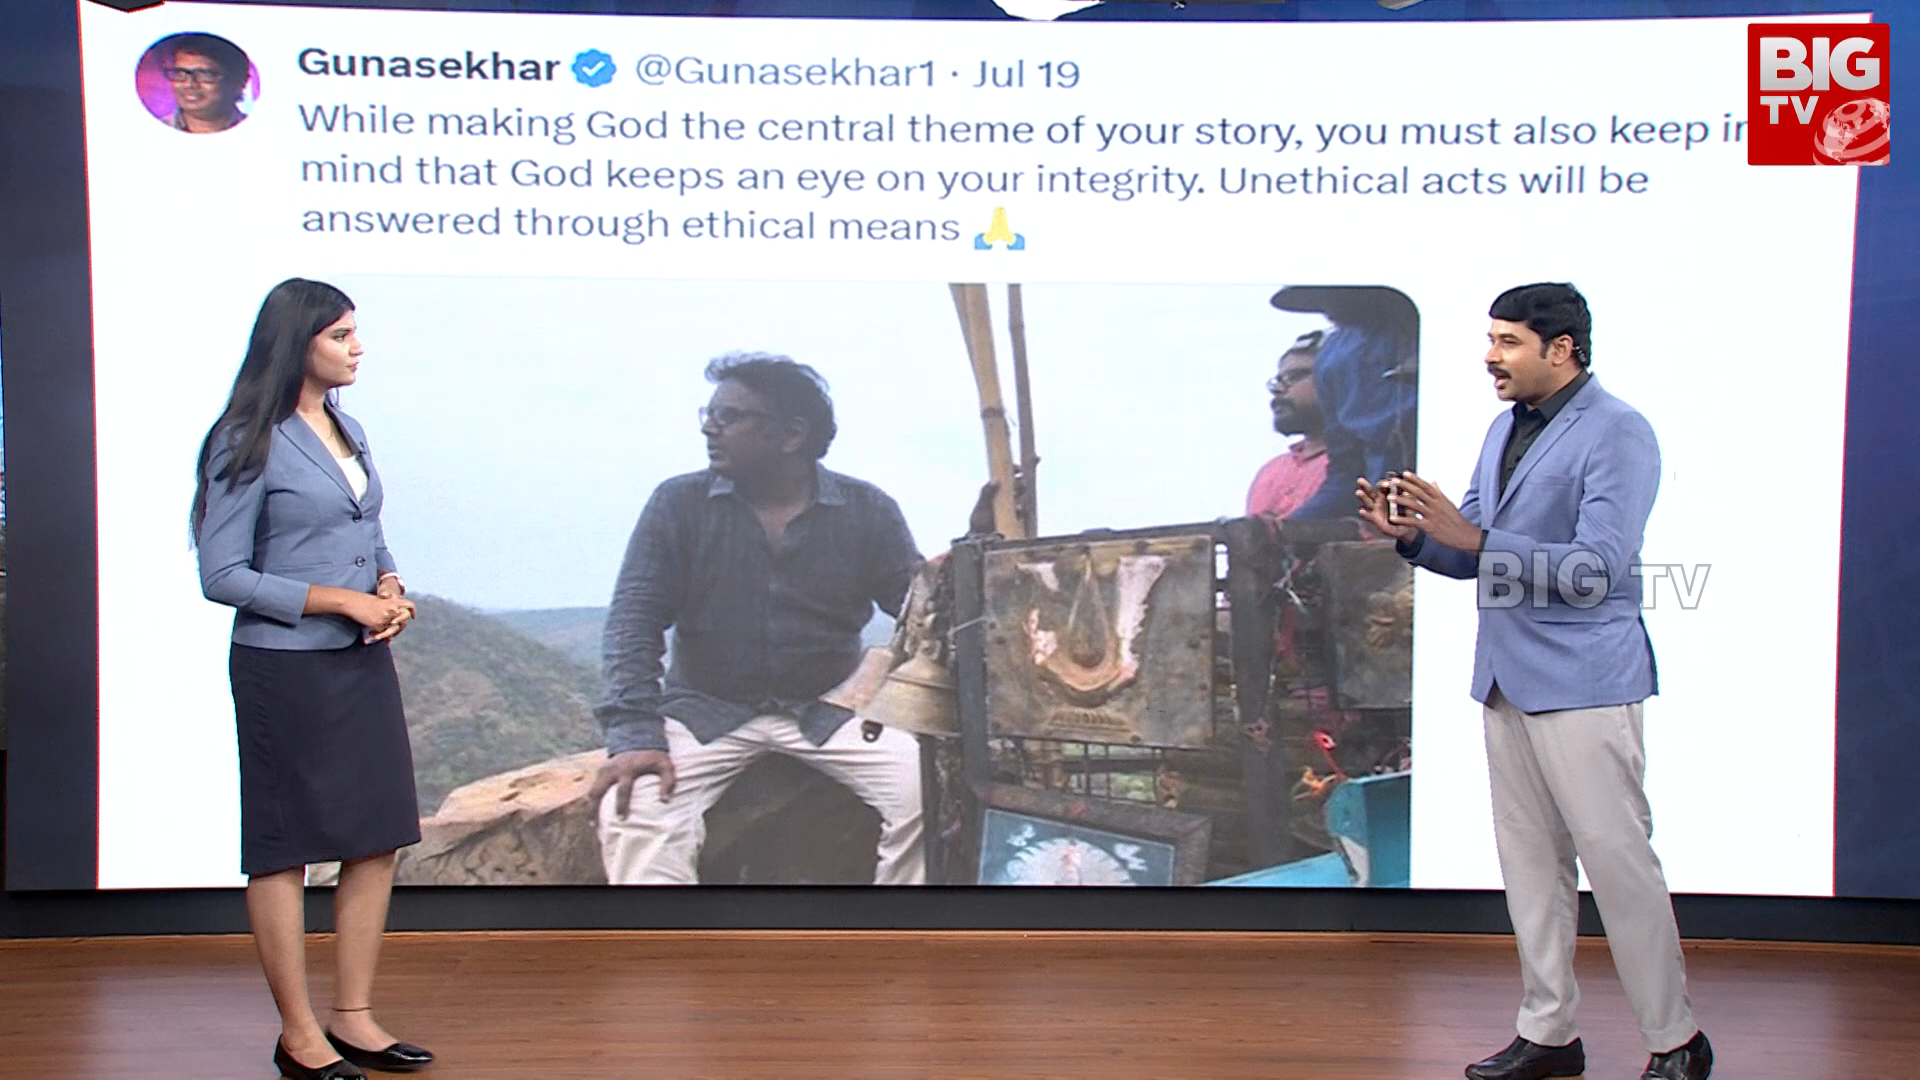 Gunasekhar @Gunasekhar1 · Jul 19
While making God the central theme of your story, you must also keep in
mind that God keeps an eye on your integrity. Unethical acts will be
answered through ethical means 🙏
BIG
TV
BIG TV